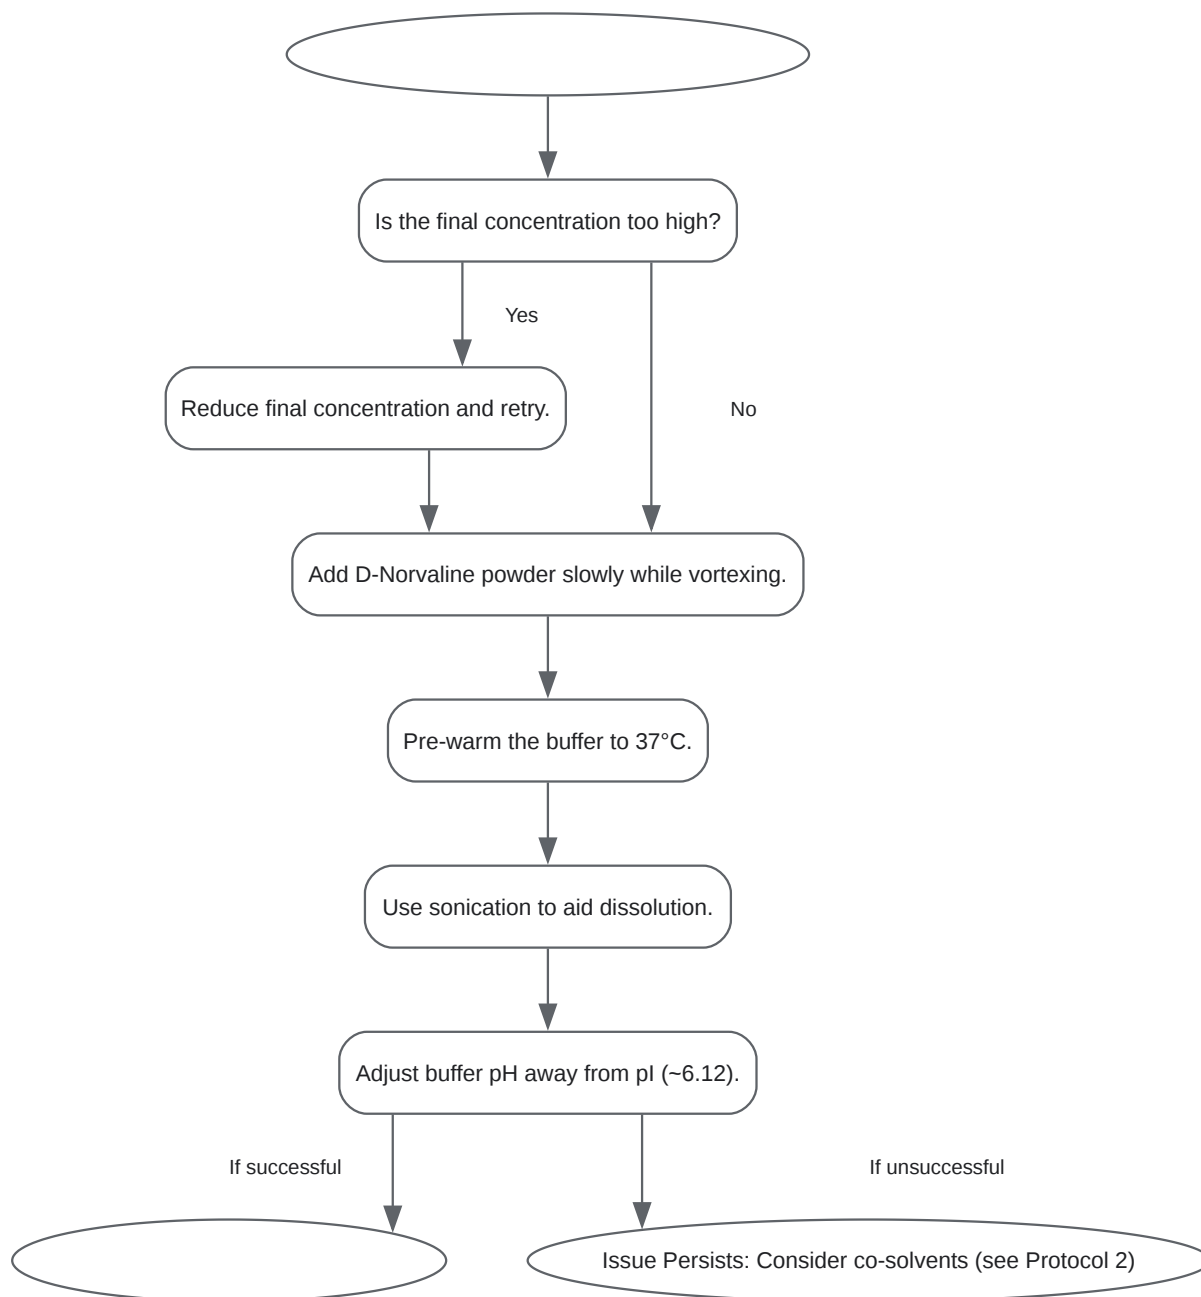 Is the final concentration too high?
Yes
Reduce final concentration and retry.
No
Add D-Norvaline powder slowly while vortexing.
Pre-warm the buffer to 37°C.
Use sonication to aid dissolution.
Adjust buffer pH away from pI (~6.12).
If successful
If unsuccessful
Issue Persists: Consider co-solvents (see Protocol 2)